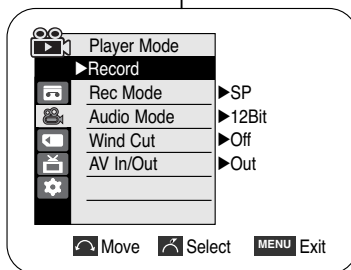 Player Mode
▶Record
Rec Mode ▶SP
Audio Mode ▶12Bit
Wind Cut ▶Off
AV In/Out ▶Out
Move Select MENU Exit